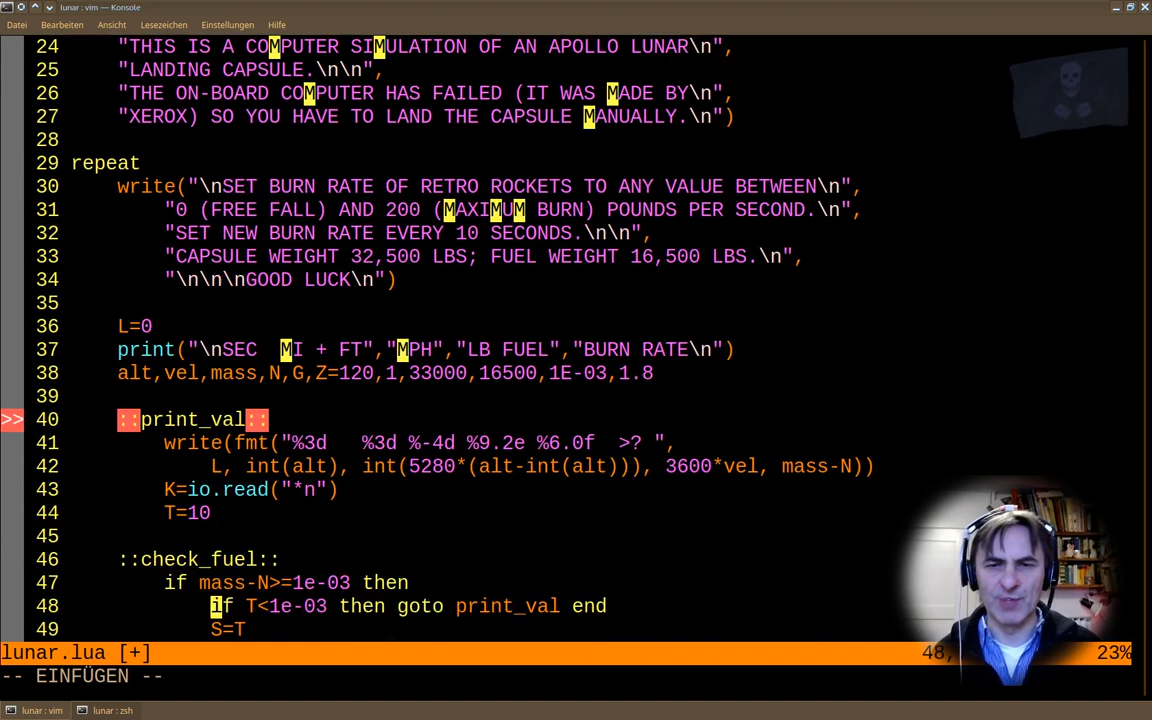 lunar : vim — Konsole
Datei Bearbeiten Ansicht Lesezeichen Einstellungen Hilfe
24 "THIS IS A COMPUTER SIMULATION OF AN APOLLO LUNAR\n",
25 "LANDING CAPSULE.\n\n",
26 "THE ON-BOARD COMPUTER HAS FAILED (IT WAS MADE BY\n",
27 "XEROX) SO YOU HAVE TO LAND THE CAPSULE MANUALLY.\n")
28
29 repeat
30 write("\nSET BURN RATE OF RETRO ROCKETS TO ANY VALUE BETWEEN\n",
31 "0 (FREE FALL) AND 200 (MAXIMUM BURN) POUNDS PER SECOND.\n",
32 "SET NEW BURN RATE EVERY 10 SECONDS.\n\n",
33 "CAPSULE WEIGHT 32,500 LBS; FUEL WEIGHT 16,500 LBS.\n",
34 "\n\n\nGOOD LUCK\n")
35
36 L=0
37 print("\nSEC  MI + FT","MPH","LB FUEL","BURN RATE\n")
38 alt,vel,mass,N,G,Z=120,1,33000,16500,1E-03,1.8
39
>> 40 ::print_val::
41 write(fmt("%3d   %3d %-4d %9.2e %6.0f  >? ",
42 L, int(alt), int(5280*(alt-int(alt))), 3600*vel, mass-N))
43 K=io.read("*n")
44 T=10
45
46 ::check_fuel::
47 if mass-N>=1e-03 then
48 if T<1e-03 then goto print_val end
49 S=T
lunar.lua [+] 48, 23%
-- EINFÜGEN --
lunar : vim lunar : zsh